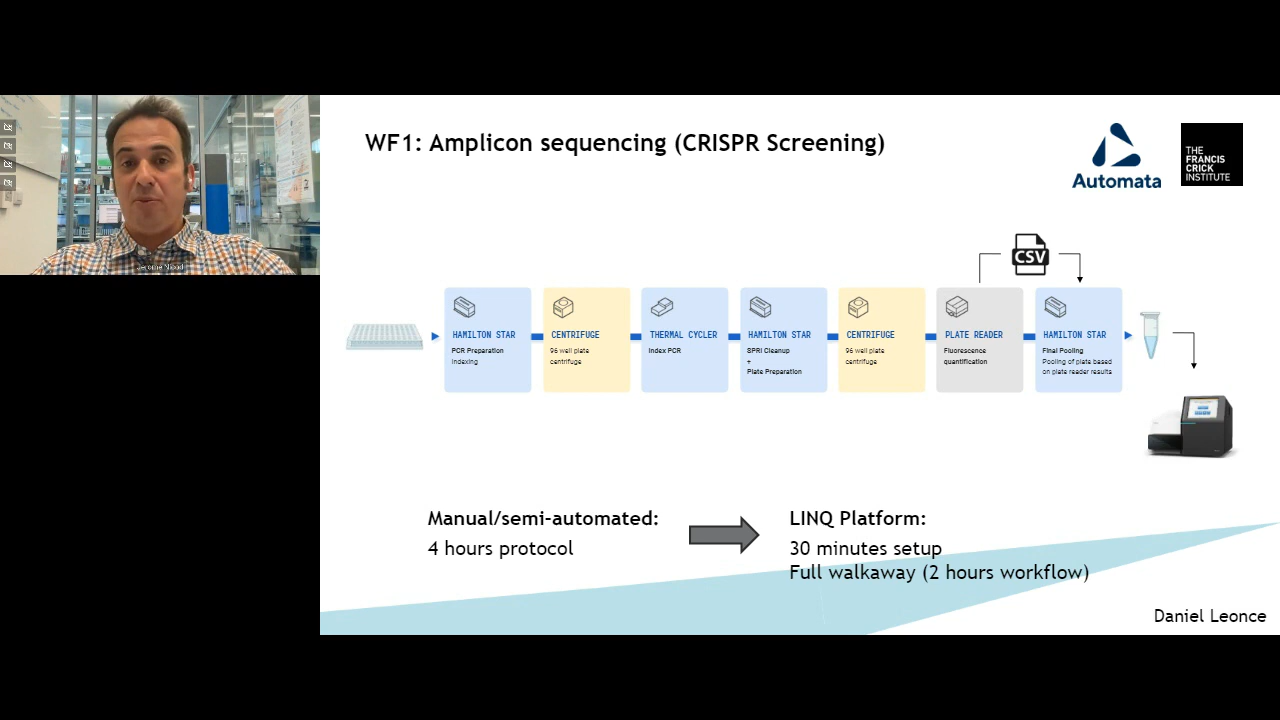 WF1: Amplicon sequencing (CRISPR Screening)
Automata
THE
FRANCIS
CRICK
INSTITUTE
CSV
HAMILTON STAR
PCR Preparation
Indexing
CENTRIFUGE
96 well plate
centrifuge
THERMAL CYCLER
Index PCR
HAMILTON STAR
SPRI Cleanup
+
Plate Preparation
CENTRIFUGE
96 well plate
centrifuge
PLATE READER
Fluorescence
quantification
HAMILTON STAR
Final Pooling
Pooling of plate based
on plate reader results
Manual/semi-automated:
4 hours protocol
LINQ Platform:
30 minutes setup
Full walkaway (2 hours workflow)
Daniel Leonce